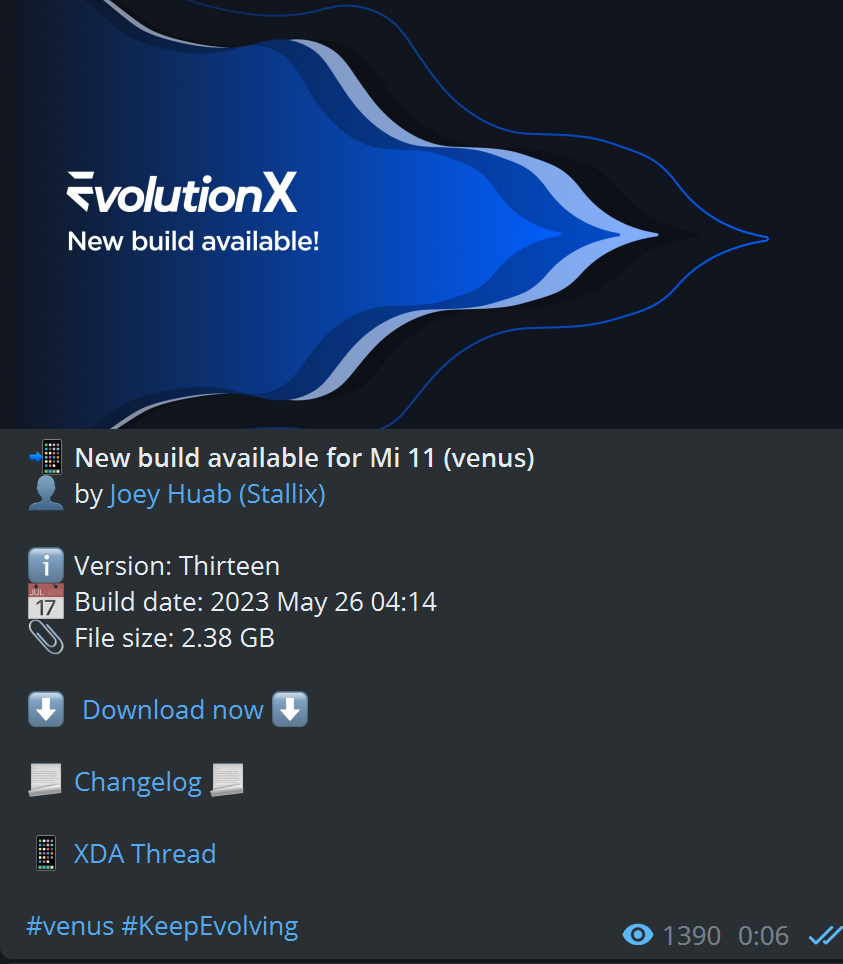 EvolutionX
New build available!
New build available for Mi 11 (venus)
by Joey Huab (Stallix)
Version: Thirteen
JUL
17
Build date: 2023 May 26 04:14
File size: 2.38 GB
Download now
Changelog
XDA Thread
#venus #KeepEvolving
1390 0:06